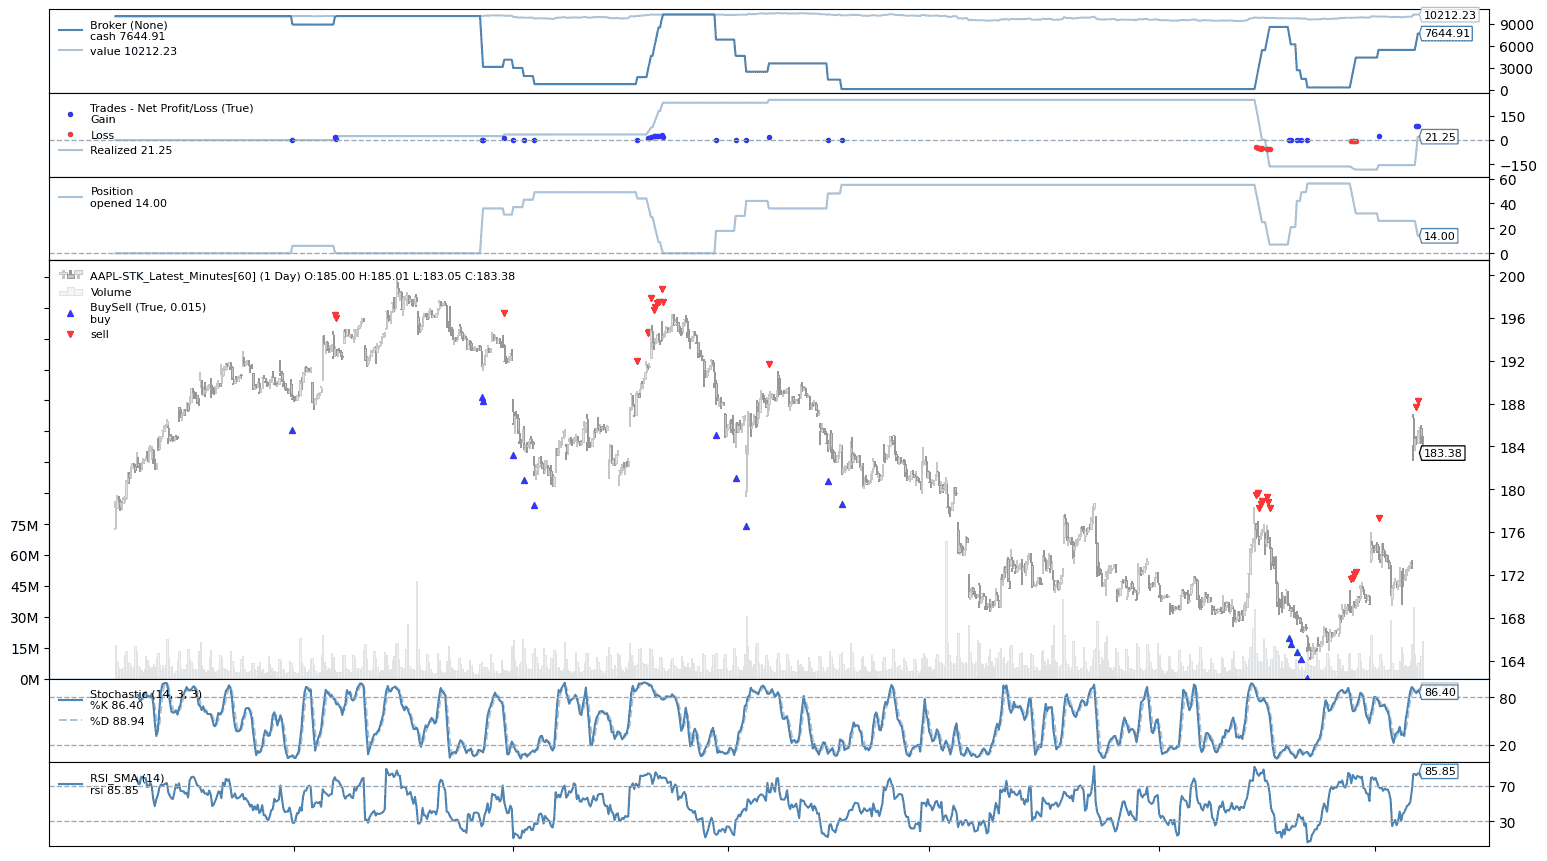 Broker (None)
cash 7644.91
value 10212.23
10212.23
9000
7644.91
6000
3000
0
Trades - Net Profit/Loss (True)
Gain
Loss
Realized 21.25
150
21.25
0
−150
Position
opened 14.00
60
40
20
14.00
0
AAPL-STK_Latest_Minutes[60] (1 Day) O:185.00 H:185.01 L:183.05 C:183.38
Volume
BuySell (True, 0.015)
buy
sell
200
196
192
188
184
183.38
180
176
172
168
164
75M
60M
45M
30M
15M
0M
Stochastic (14, 3, 3)
%K 86.40
%D 88.94
86.40
80
20
RSI_SMA (14)
rsi 85.85
85.85
70
30